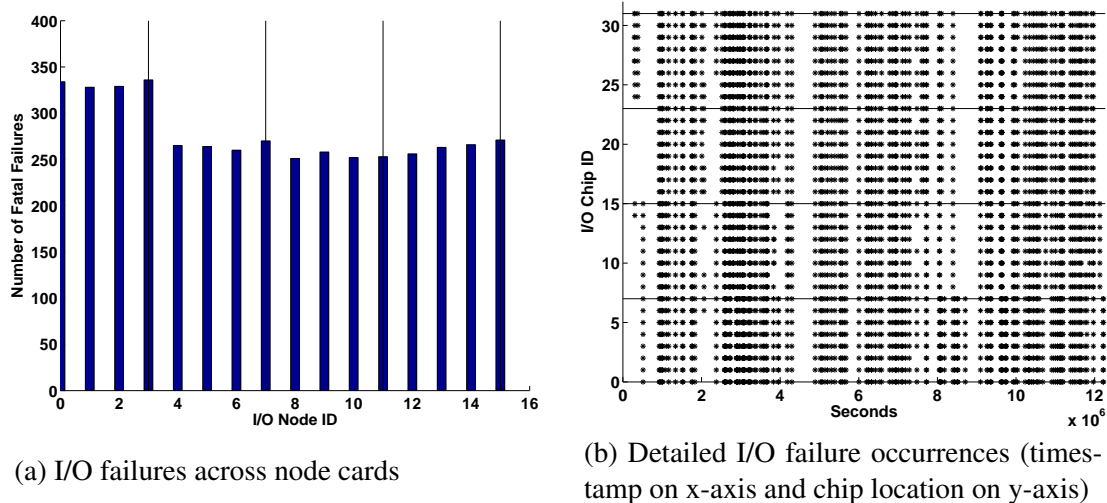 400
350
300
250
200
150
100
50
0
Number of Fatal Failures
0 2 4 6 8 10 12 14 16
I/O Node ID
(a) I/O failures across node cards
30
25
20
15
10
5
0
I/O Chip ID
0 2 4 6 8 10 12
Seconds
x 10^6
(b) Detailed I/O failure occurrences (times-
tamp on x-axis and chip location on y-axis)